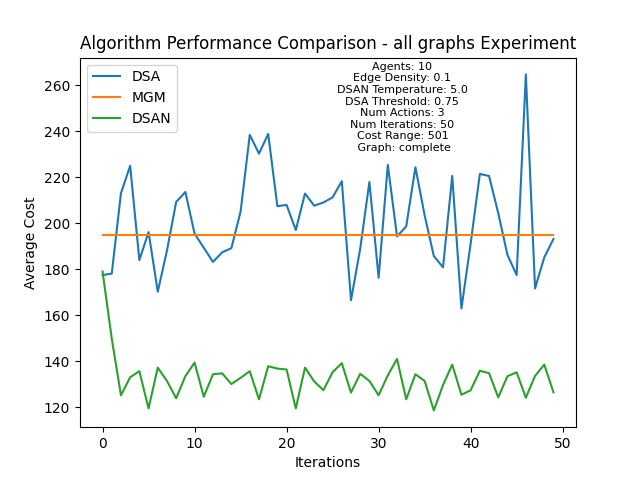 Algorithm Performance Comparison - all graphs Experiment
DSA
MGM
DSAN
Agents: 10
Edge Density: 0.1
DSAN Temperature: 5.0
DSA Threshold: 0.75
Num Actions: 3
Num Iterations: 50
Cost Range: 501
Graph: complete
Average Cost
260
240
220
200
180
160
140
120
0
10
20
30
40
50
Iterations